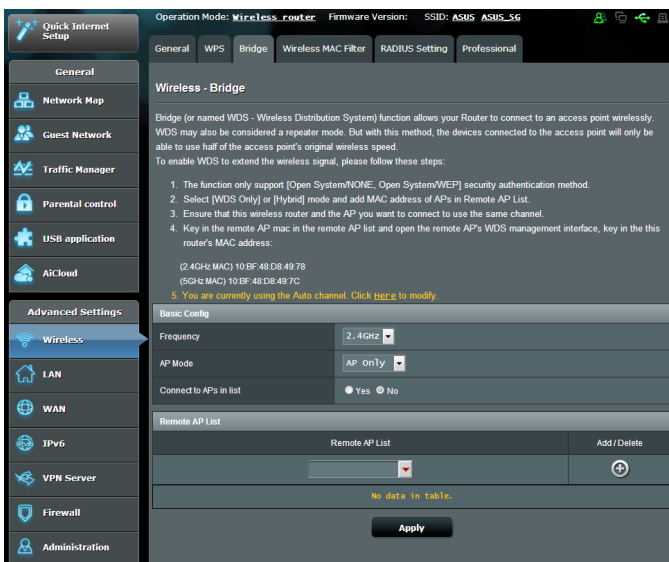 Quick Internet
Setup
Operation Mode: Wireless router Firmware Version: SSID: ASUS ASUS_5G
General WPS Bridge Wireless MAC Filter RADIUS Setting Professional
General
Network Map
Guest Network
Traffic Manager
Parental control
USB application
AiCloud
Advanced Settings
Wireless
LAN
WAN
IPv6
VPN Server
Firewall
Administration
Wireless - Bridge
Bridge (or named WDS - Wireless Distribution System) function allows your Router to connect to an access point wirelessly.
WDS may also be considered a repeater mode. But with this method, the devices connected to the access point will only be
able to use half of the access point's original wireless speed.
To enable WDS to extend the wireless signal, please follow these steps:
1. The function only support [Open System/NONE, Open System/WEP] security authentication method.
2. Select [WDS Only] or [Hybrid] mode and add MAC address of APs in Remote AP List.
3. Ensure that this wireless router and the AP you want to connect to use the same channel.
4. Key in the remote AP mac in the remote AP list and open the remote AP's WDS management interface, key in the this
router's MAC address:
(2.4GHz MAC) 10:BF:48:D8:49:78
(5GHz MAC) 10:BF:48:D8:49:7C
5. You are currently using the Auto channel. Click Here to modify.
Basic Config
Frequency 2.4GHz
AP Mode AP Only
Connect to APs in list Yes No
Remote AP List
Remote AP List Add / Delete
No data in table.
Apply